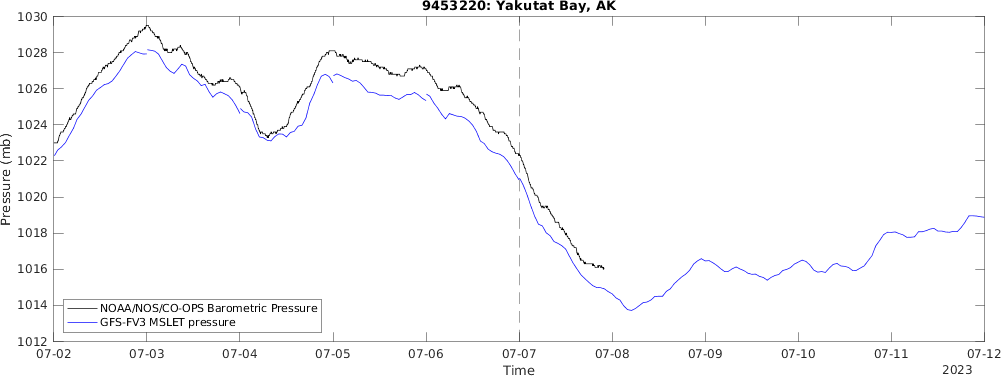 9453220: Yakutat Bay, AK
1030
1028
1026
1024
1022
1020
1018
1016
1014
1012
Pressure (mb)
NOAA/NOS/CO-OPS Barometric Pressure
GFS-FV3 MSLET pressure
07-02 07-03 07-04 07-05 07-06 07-07 07-08 07-09 07-10 07-11 07-12
Time
2023